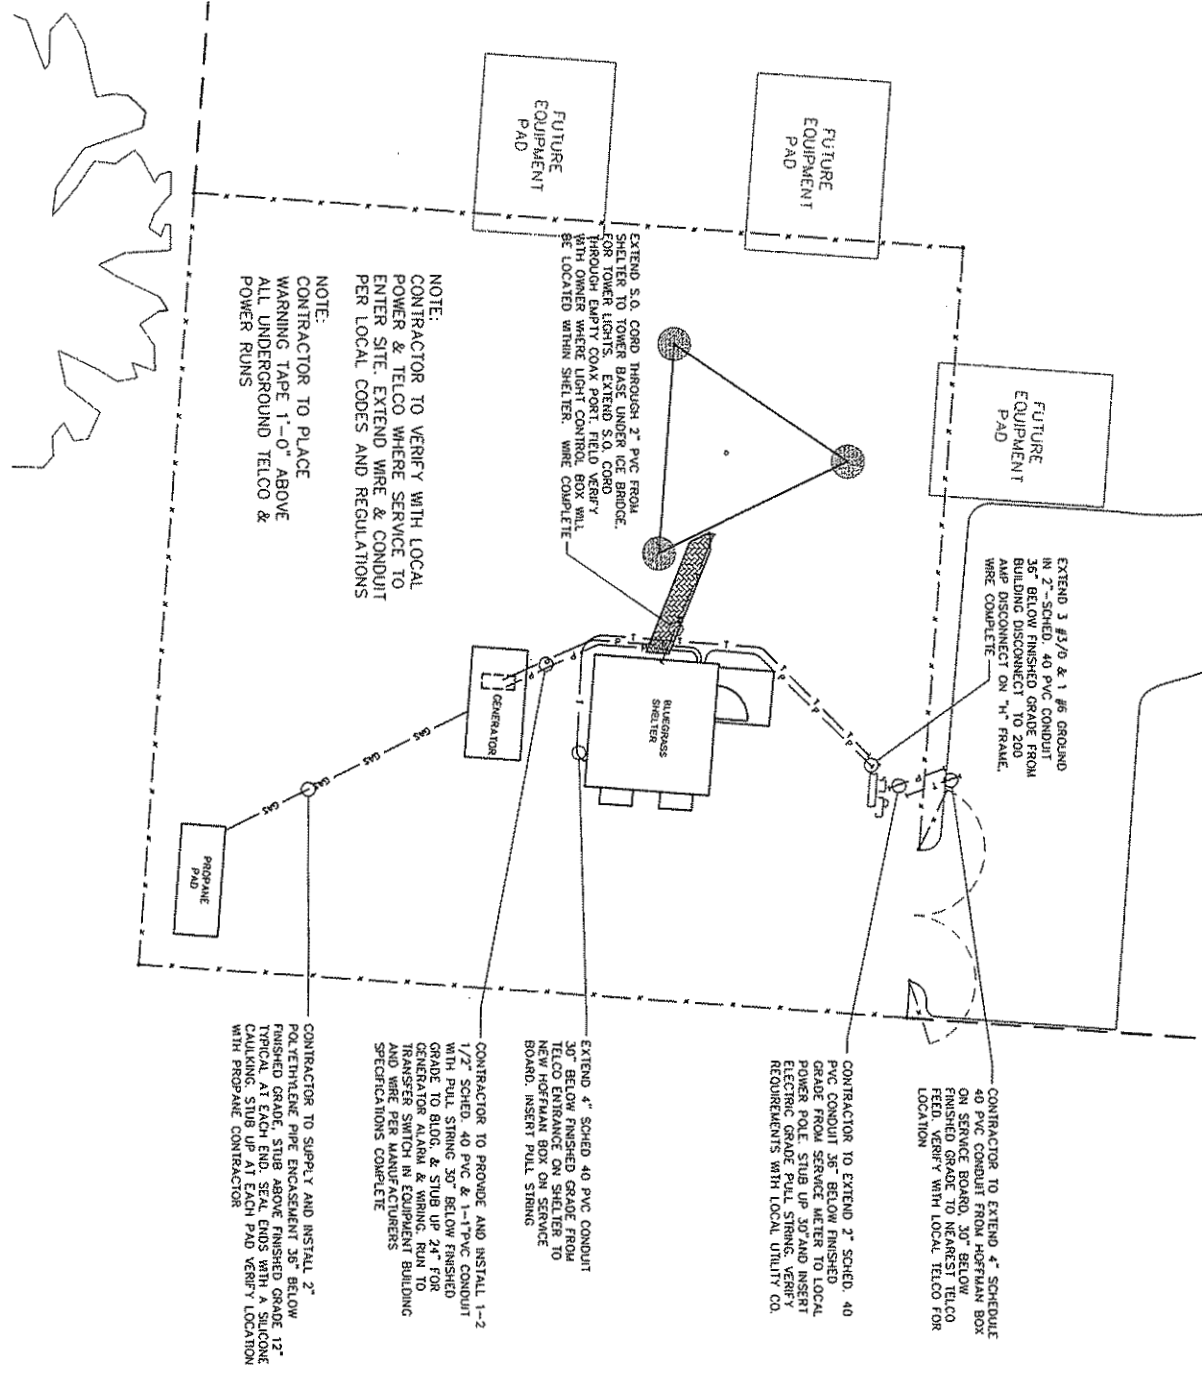 FUTURE
EQUIPMENT
PAD
FUTURE
EQUIPMENT
PAD
FUTURE
EQUIPMENT
PAD
EXTEND 3 #3/0 & 1 #6 GROUND
IN 2"-SCHED. 40 PVC CONDUIT
36" BELOW FINISHED GRADE FROM
BUILDING DISCONNECT TO 200
AMP DISCONNECT ON "H" FRAME.
WIRE COMPLETE
CONTRACTOR TO EXTEND 4" SCHEDULE
40 PVC CONDUIT FROM HOFFMAN BOX
ON SERVICE BOARD, 30" BELOW
FINISHED GRADE TO NEAREST TELCO
FEED. VERIFY WITH LOCAL TELCO FOR
LOCATION
CONTRACTOR TO EXTEND 2" SCHED. 40
PVC CONDUIT 36" BELOW FINISHED
GRADE FROM SERVICE METER TO LOCAL
POWER POLE. STUB UP 30" AND INSERT
ELECTRIC GRADE PULL STRING. VERIFY
REQUIREMENTS WITH LOCAL UTILITY CO.
EXTEND S.O. CORD THROUGH 2" PVC FROM
SHELTER TO TOWER BASE UNDER ICE BRIDGE,
FOR TOWER LIGHTS. EXTEND S.O. CORD
THROUGH EMPTY COAX PORT. FIELD VERIFY
WITH OWNER WHERE LIGHT CONTROL BOX WILL
BE LOCATED WITHIN SHELTER. WIRE COMPLETE
BLUEGRASS
SHELTER
EXTEND 4" SCHED 40 PVC CONDUIT
30" BELOW FINISHED GRADE FROM
TELCO ENTRANCE ON SHELTER TO
NEW HOFFMAN BOX ON SERVICE
BOARD. INSERT PULL STRING
GENERATOR
CONTRACTOR TO PROVIDE AND INSTALL 1-2
1/2" SCHED. 40 PVC & 1-1"PVC CONDUIT
WITH PULL STRING 30" BELOW FINISHED
GRADE TO BLDG. & STUB UP 24" FOR
GENERATOR ALARM & WIRING. RUN TO
TRANSFER SWITCH IN EQUIPMENT BUILDING
AND WIRE PER MANUFACTURERS
SPECIFICATIONS COMPLETE
NOTE:
CONTRACTOR TO VERIFY WITH LOCAL
POWER & TELCO WHERE SERVICE TO
ENTER SITE. EXTEND WIRE & CONDUIT
PER LOCAL CODES AND REGULATIONS
NOTE:
CONTRACTOR TO PLACE
WARNING TAPE 1'-0" ABOVE
ALL UNDERGROUND TELCO &
POWER RUNS
GAS
GAS
GAS
GAS
PROPANE
PAD
CONTRACTOR TO SUPPLY AND INSTALL 2"
POLYETHYLENE PIPE ENCASEMENT 36" BELOW
FINISHED GRADE, STUB ABOVE FINISHED GRADE 12"
TYPICAL AT EACH END. SEAL ENDS WITH A SILICONE
CAULKING. STUB UP AT EACH PAD VERIFY LOCATION
WITH PROPANE CONTRACTOR